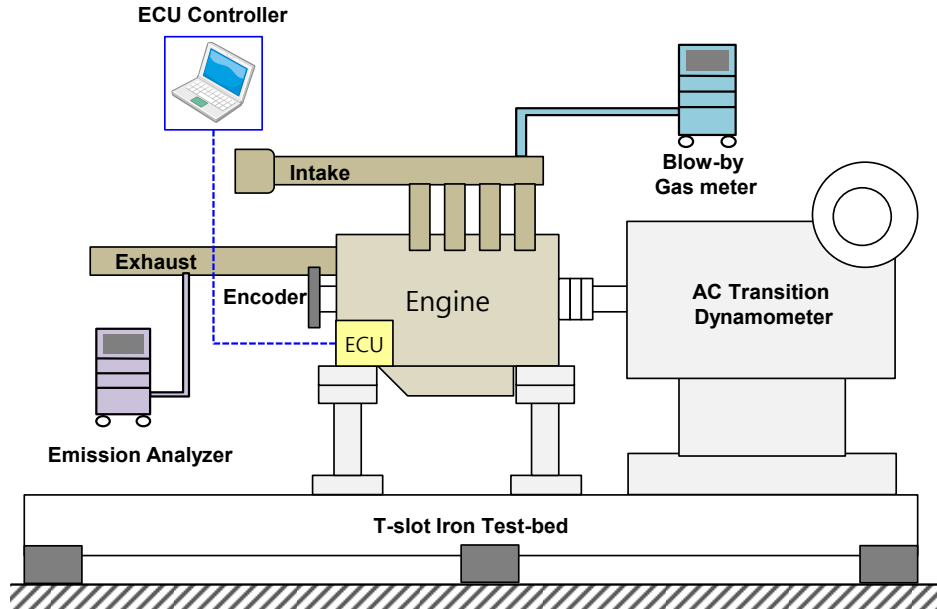 ECU Controller
Intake
Blow-by
Gas meter
Exhaust
Encoder
Engine
AC Transition
Dynamometer
ECU
Emission Analyzer
T-slot Iron Test-bed